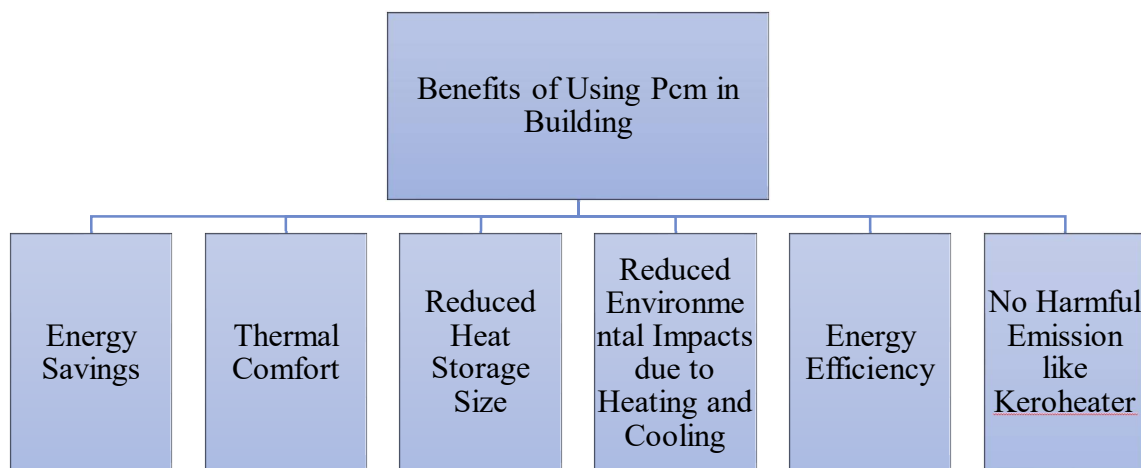 Benefits of Using Pcm in
Building
Energy
Savings
Thermal
Comfort
Reduced
Heat
Storage
Size
Reduced
Environme
ntal Impacts
due to
Heating and
Cooling
Energy
Efficiency
No Harmful
Emission
like
Keroheater